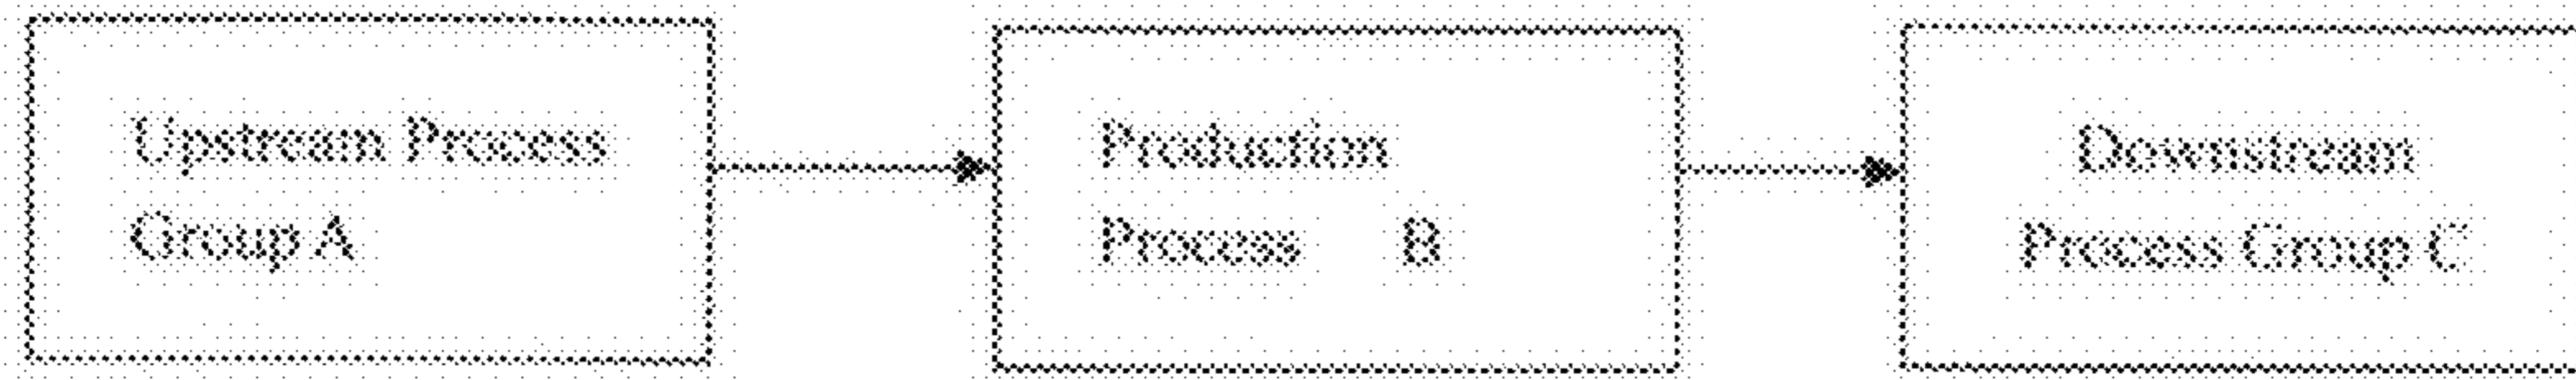 Upstream Process
Group A
Production
Process B
Downstream
Process Group C